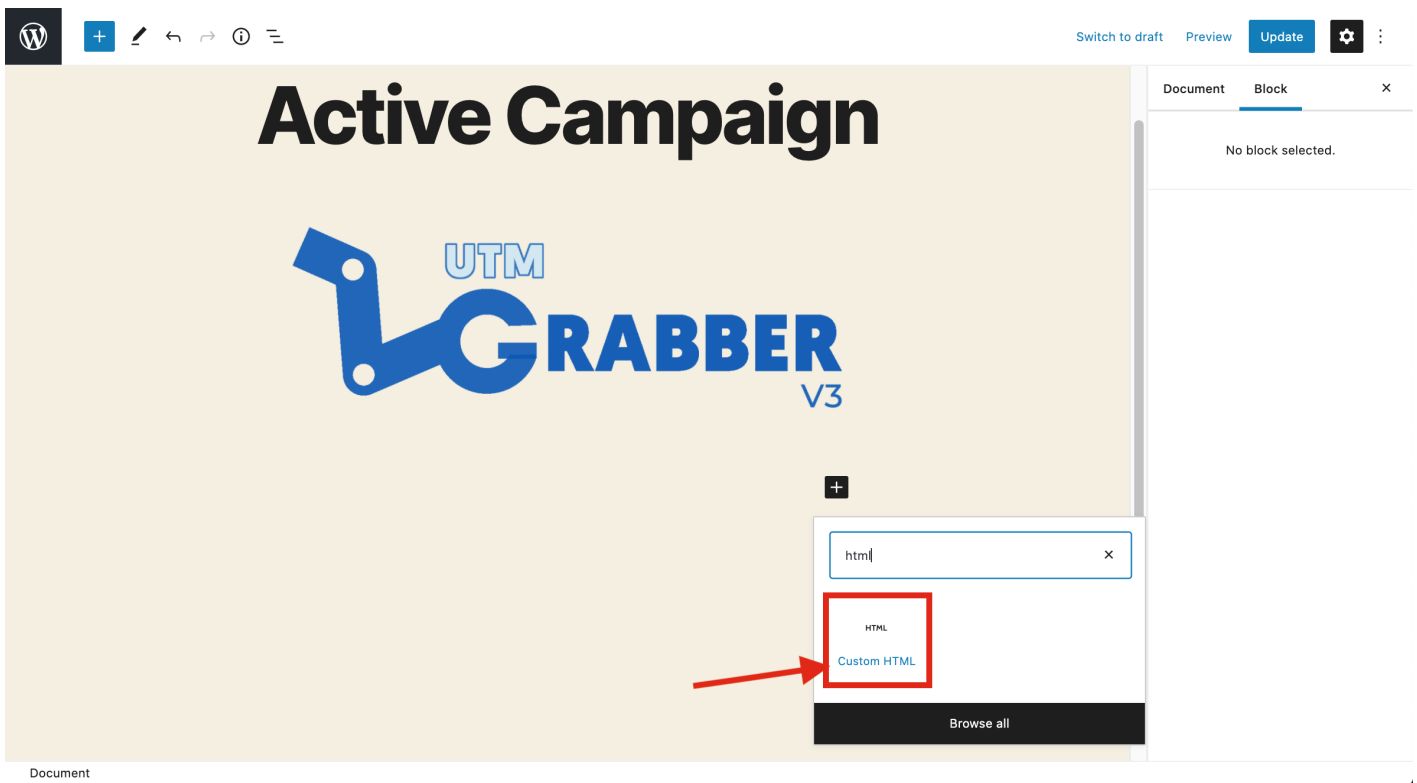 Switch to draft Preview Update
Document Block
No block selected.
Active Campaign
UTM
GRABBER
V3
html
HTML
Custom HTML
Browse all
Document